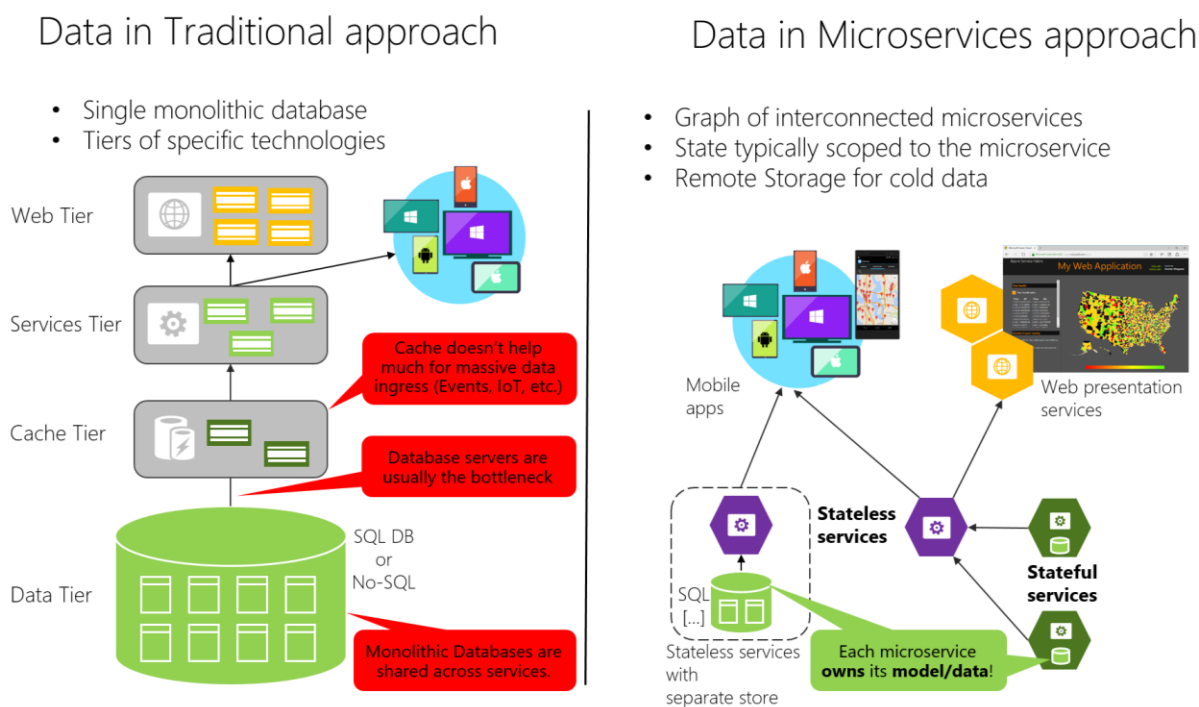 Data in Traditional approach
• Single monolithic database
• Tiers of specific technologies
Web Tier
Services Tier
Cache doesn't help
much for massive data
ingress (Events, IoT, etc.)
Cache Tier
Database servers are
usually the bottleneck
SQL DB
or
No-SQL
Data Tier
Monolithic Databases are
shared across services.
Data in Microservices approach
• Graph of interconnected microservices
• State typically scoped to the microservice
• Remote Storage for cold data
My Web Application
Mobile
apps
Web presentation
services
Stateless
services
Stateful
services
SQL
[...]
Stateless services
with
separate store
Each microservice
owns its model/data!